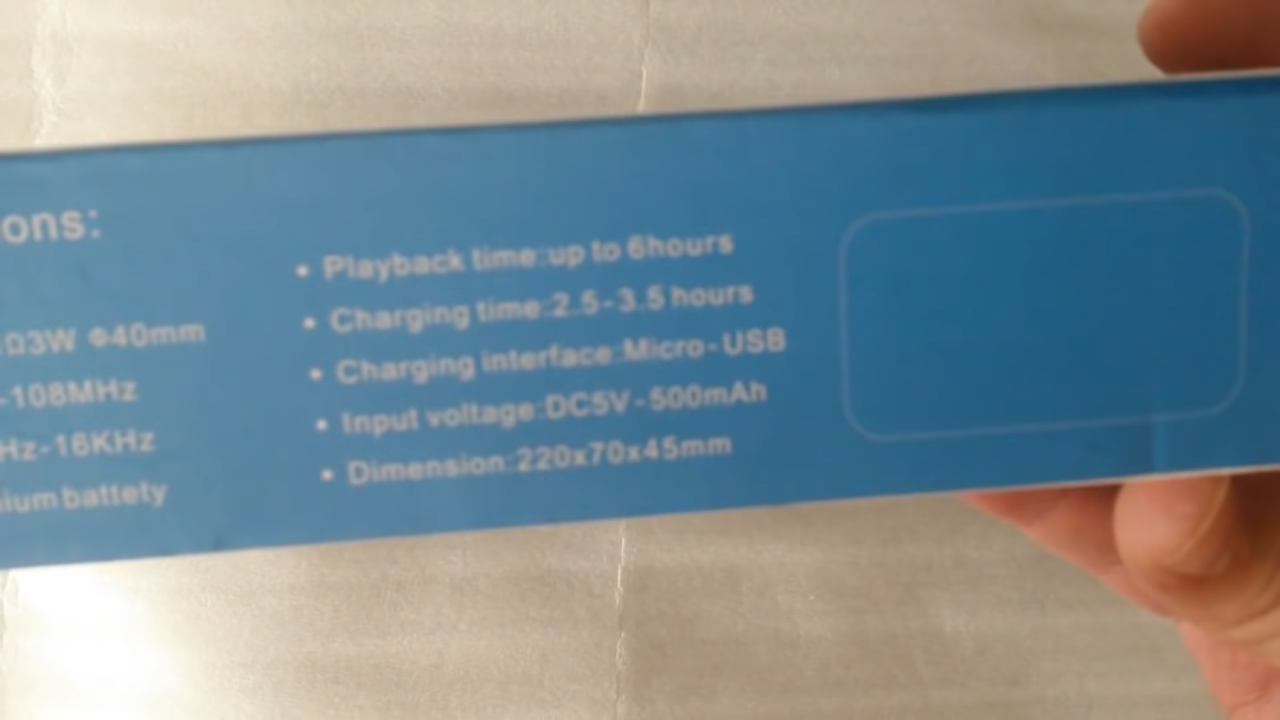 ons:
Ω3W Φ40mm
-108MHz
Hz-16KHz
ium battety
• Playback time:up to 6hours
• Charging time:2.5-3.5 hours
• Charging interface:Micro-USB
• Input voltage:DC5V-500mAh
• Dimension:220x70x45mm